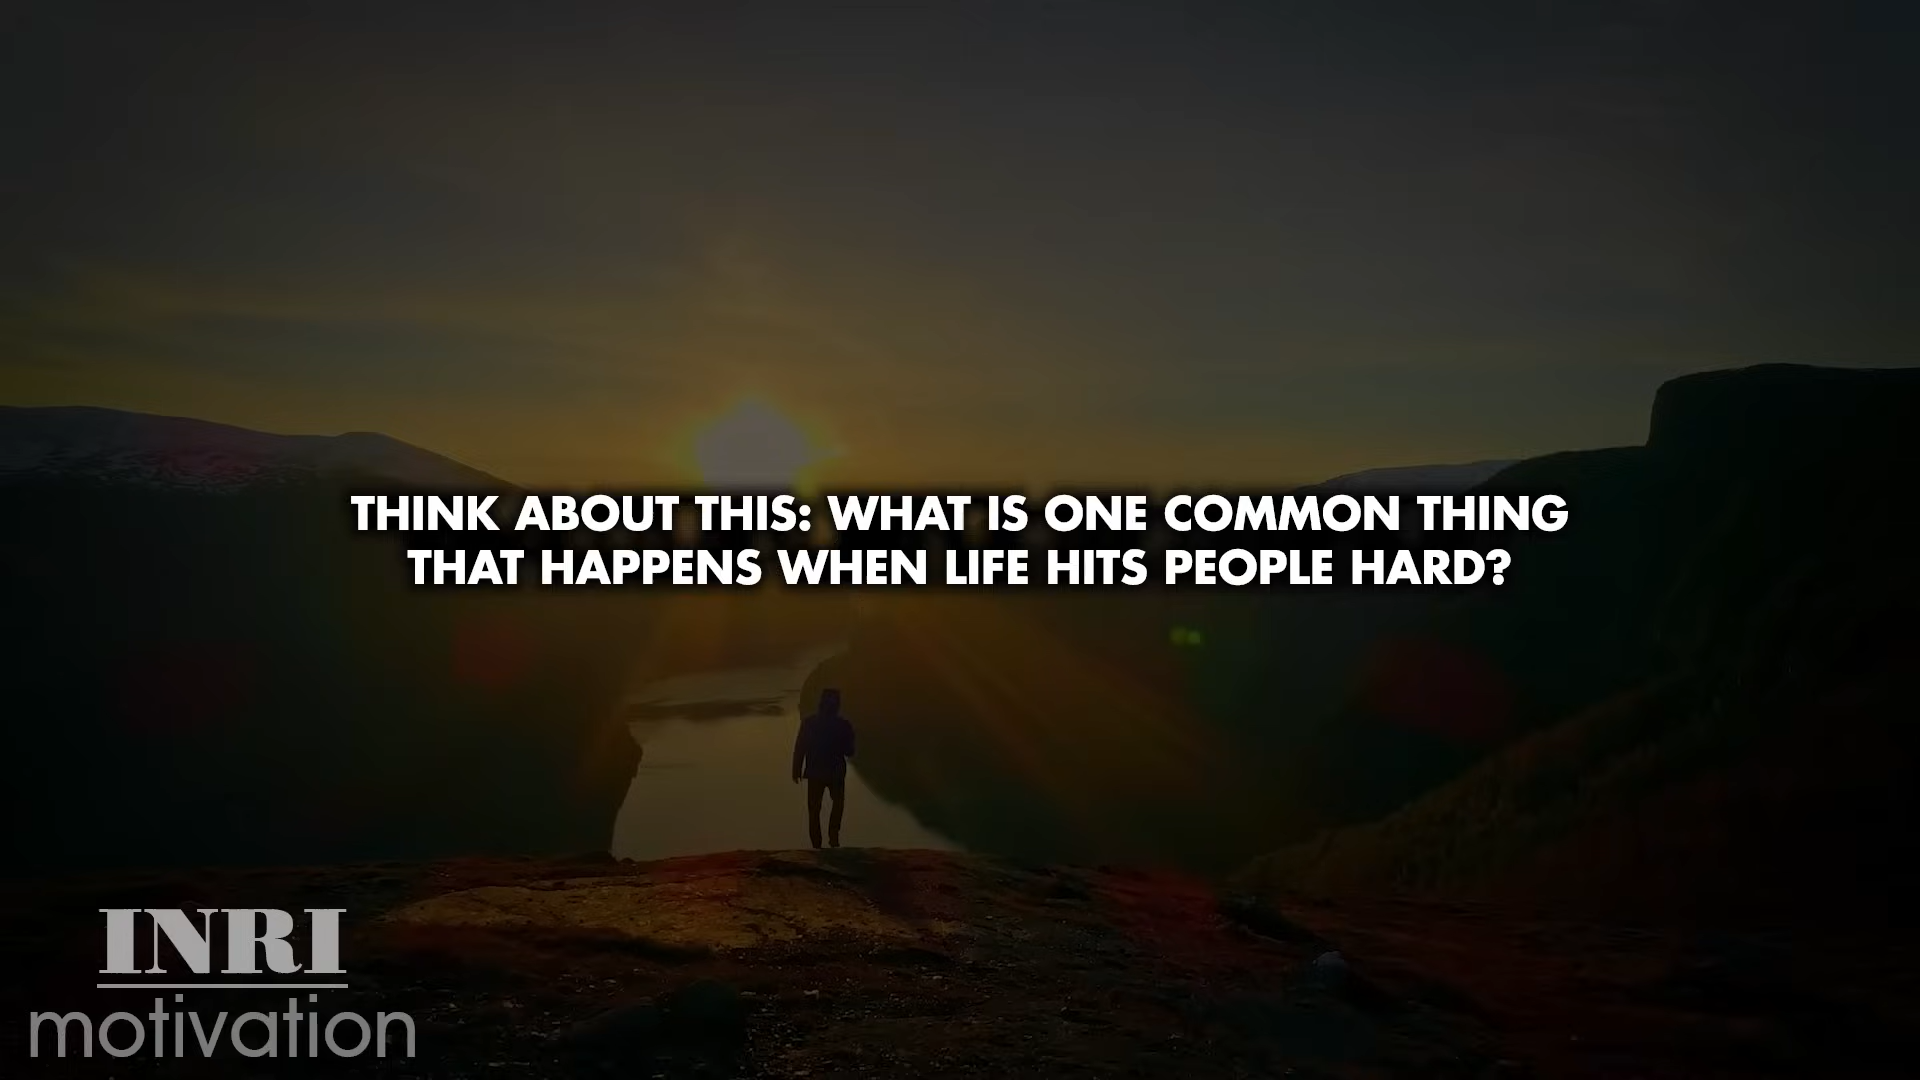 THINK ABOUT THIS: WHAT IS ONE COMMON THING
THAT HAPPENS WHEN LIFE HITS PEOPLE HARD?
INRI
motivation